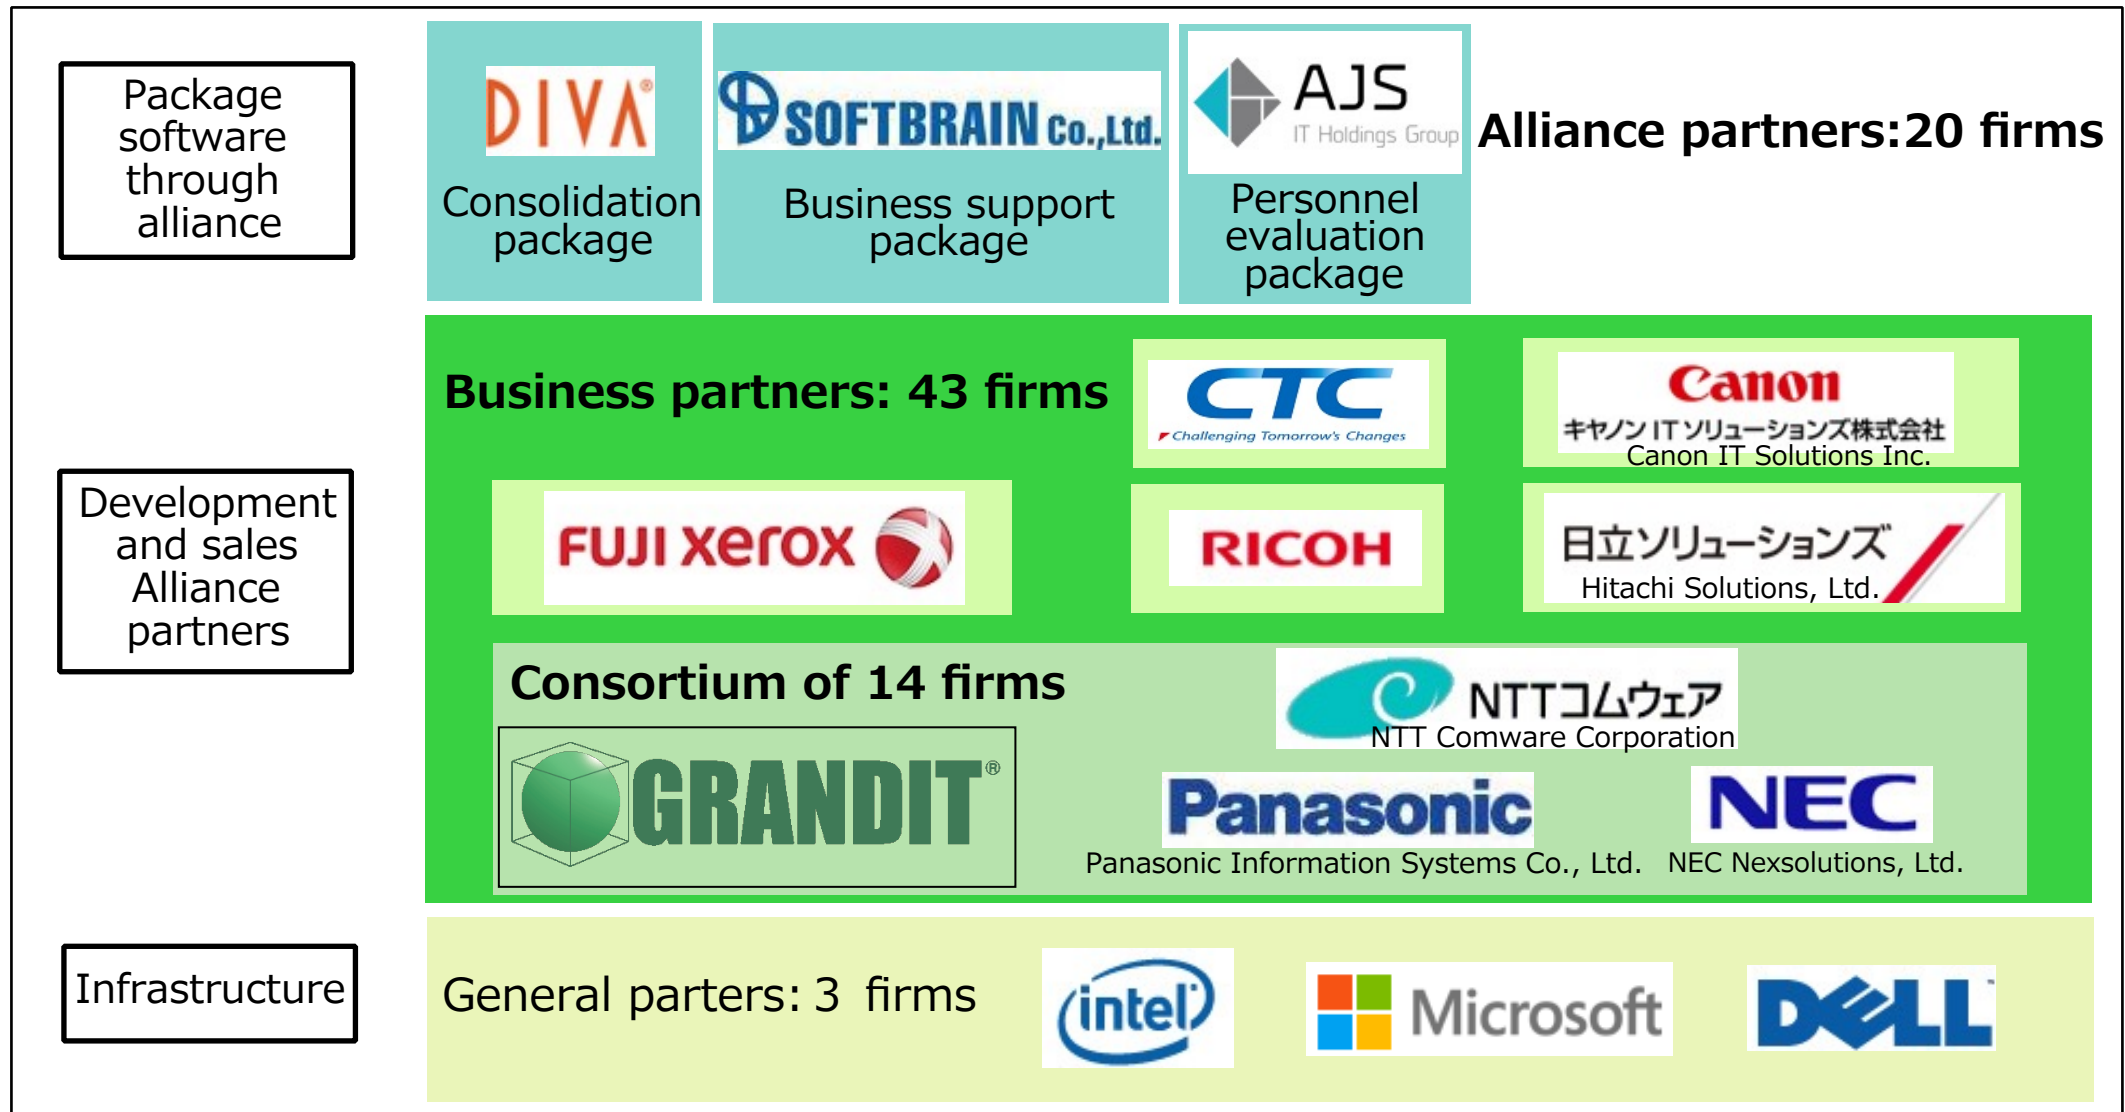 Package
software
through
alliance
DIVA®
Consolidation
package
SOFTBRAIN Co.,Ltd.
Business support
package
AJS
IT Holdings Group
Personnel
evaluation
package
Alliance partners:20 firms
Development
and sales
Alliance
partners
Business partners: 43 firms
CTC
Challenging Tomorrow's Changes
Canon
キヤノンITソリューションズ株式会社
Canon IT Solutions Inc.
FUJI xerox
RICOH
日立ソリューションズ
Hitachi Solutions, Ltd.
Consortium of 14 firms
GRANDIT®
NTTコムウェア
NTT Comware Corporation
Panasonic
Panasonic Information Systems Co., Ltd.
NEC
NEC Nexsolutions, Ltd.
Infrastructure
General parters: 3 firms
intel
Microsoft
DELL